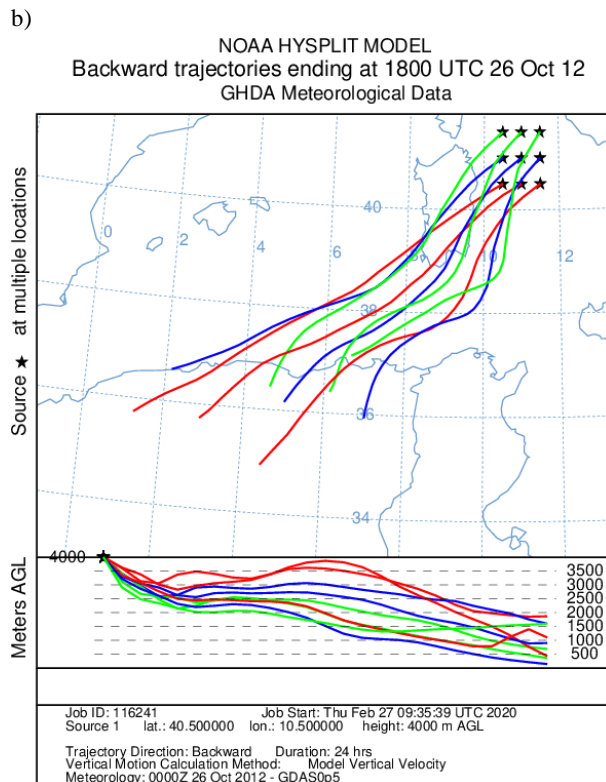 b)
NOAA HYSPLIT MODEL
Backward trajectories ending at 1800 UTC 26 Oct 12
GHDA Meteorological Data
Source ★ at multiple locations
40
0 2 4 6 8 10 12
38
36
34
Meters AGL
4000
3500
3000
2500
2000
1500
1000
500
Job ID: 116241 Job Start: Thu Feb 27 09:35:39 UTC 2020
Source 1 lat.: 40.500000 lon.: 10.500000 height: 4000 m AGL
Trajectory Direction: Backward Duration: 24 hrs
Vertical Motion Calculation Method: Model Vertical Velocity
Meteorology: 0000Z 26 Oct 2012 - GDAS0p5